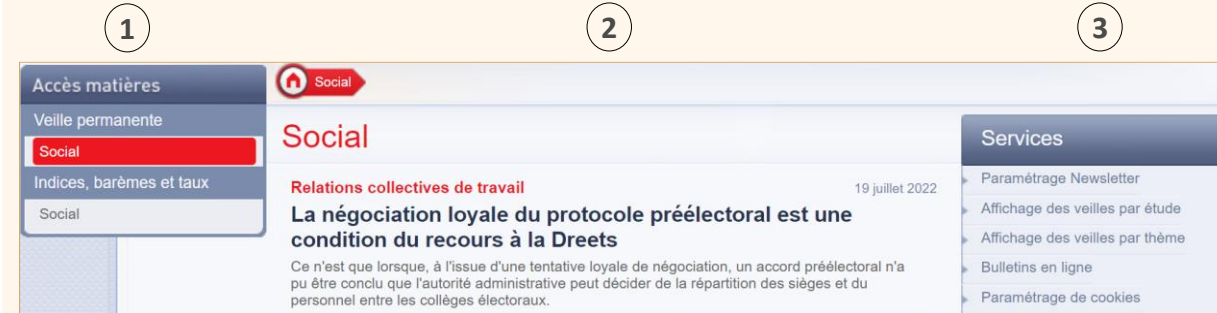 1
2
3
Accès matières
Veille permanente
Social
Indices, barèmes et taux
Social
Social
Social
Relations collectives de travail
19 juillet 2022
La négociation loyale du protocole préélectoral est une
condition du recours à la Dreets
Ce n'est que lorsque, à l'issue d'une tentative loyale de négociation, un accord préélectoral n'a
pu être conclu que l'autorité administrative peut décider de la répartition des sièges et du
personnel entre les collèges électoraux.
Services
Paramétrage Newsletter
Affichage des veilles par étude
Affichage des veilles par thème
Bulletins en ligne
Paramétrage de cookies